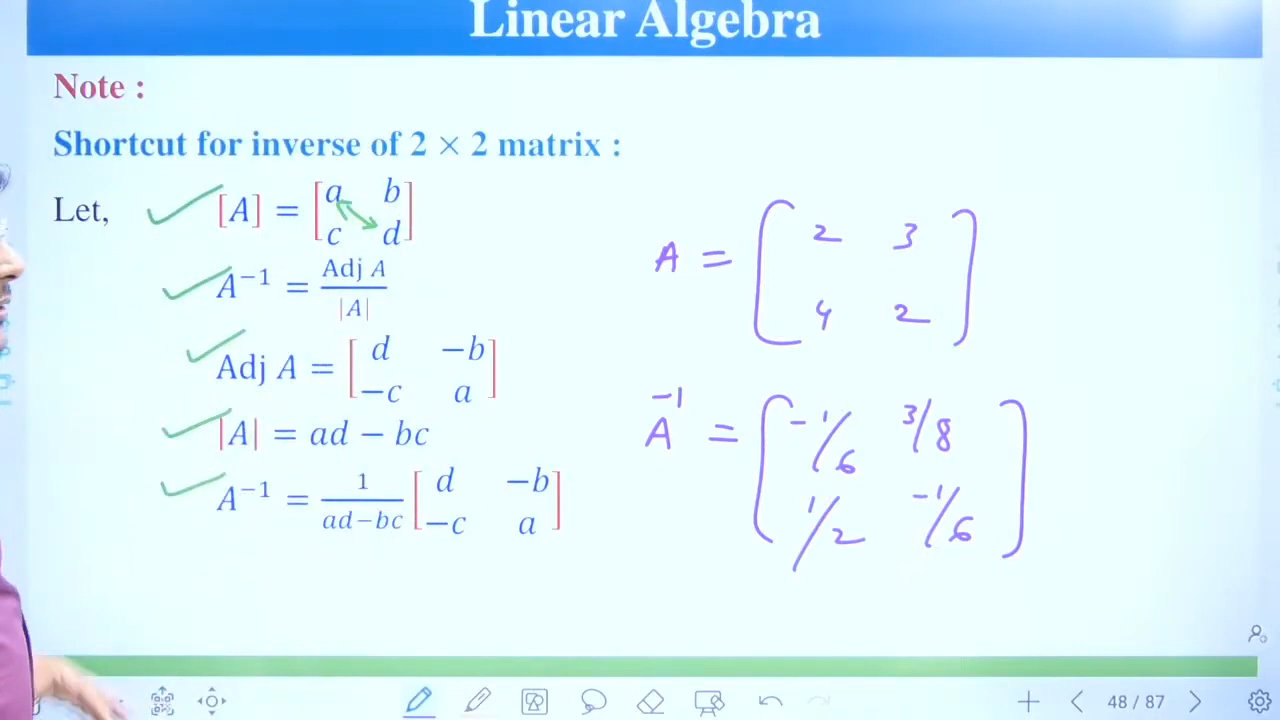 Linear Algebra
Note :
Shortcut for inverse of 2 × 2 matrix :
Let, [A] = [a b
c d]
A⁻¹ = Adj A / |A|
Adj A = [d −b
−c a]
|A| = ad − bc
A⁻¹ = 1 / ad−bc [d −b
−c a]
A = [2 3
4 2]
A⁻¹ = [-1/6 3/8
1/2 -1/6]
48 / 87